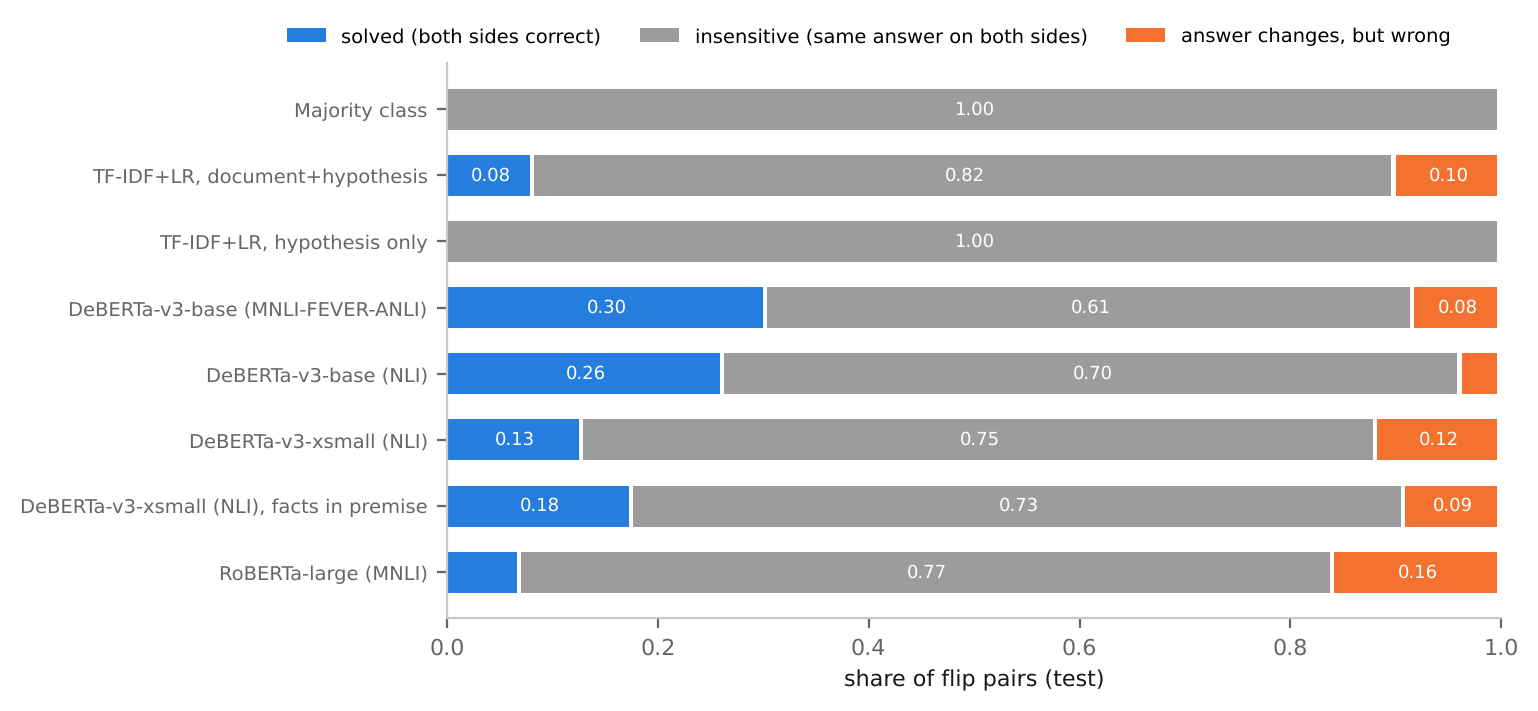 solved (both sides correct) insensitive (same answer on both sides) answer changes, but wrong
Majority class 1.00
TF-IDF+LR, document+hypothesis 0.08 0.82 0.10
TF-IDF+LR, hypothesis only 1.00
DeBERTa-v3-base (MNLI-FEVER-ANLI) 0.30 0.61 0.08
DeBERTa-v3-base (NLI) 0.26 0.70
DeBERTa-v3-xsmall (NLI) 0.13 0.75 0.12
DeBERTa-v3-xsmall (NLI), facts in premise 0.18 0.73 0.09
RoBERTa-large (MNLI) 0.77 0.16
0.0 0.2 0.4 0.6 0.8 1.0
share of flip pairs (test)